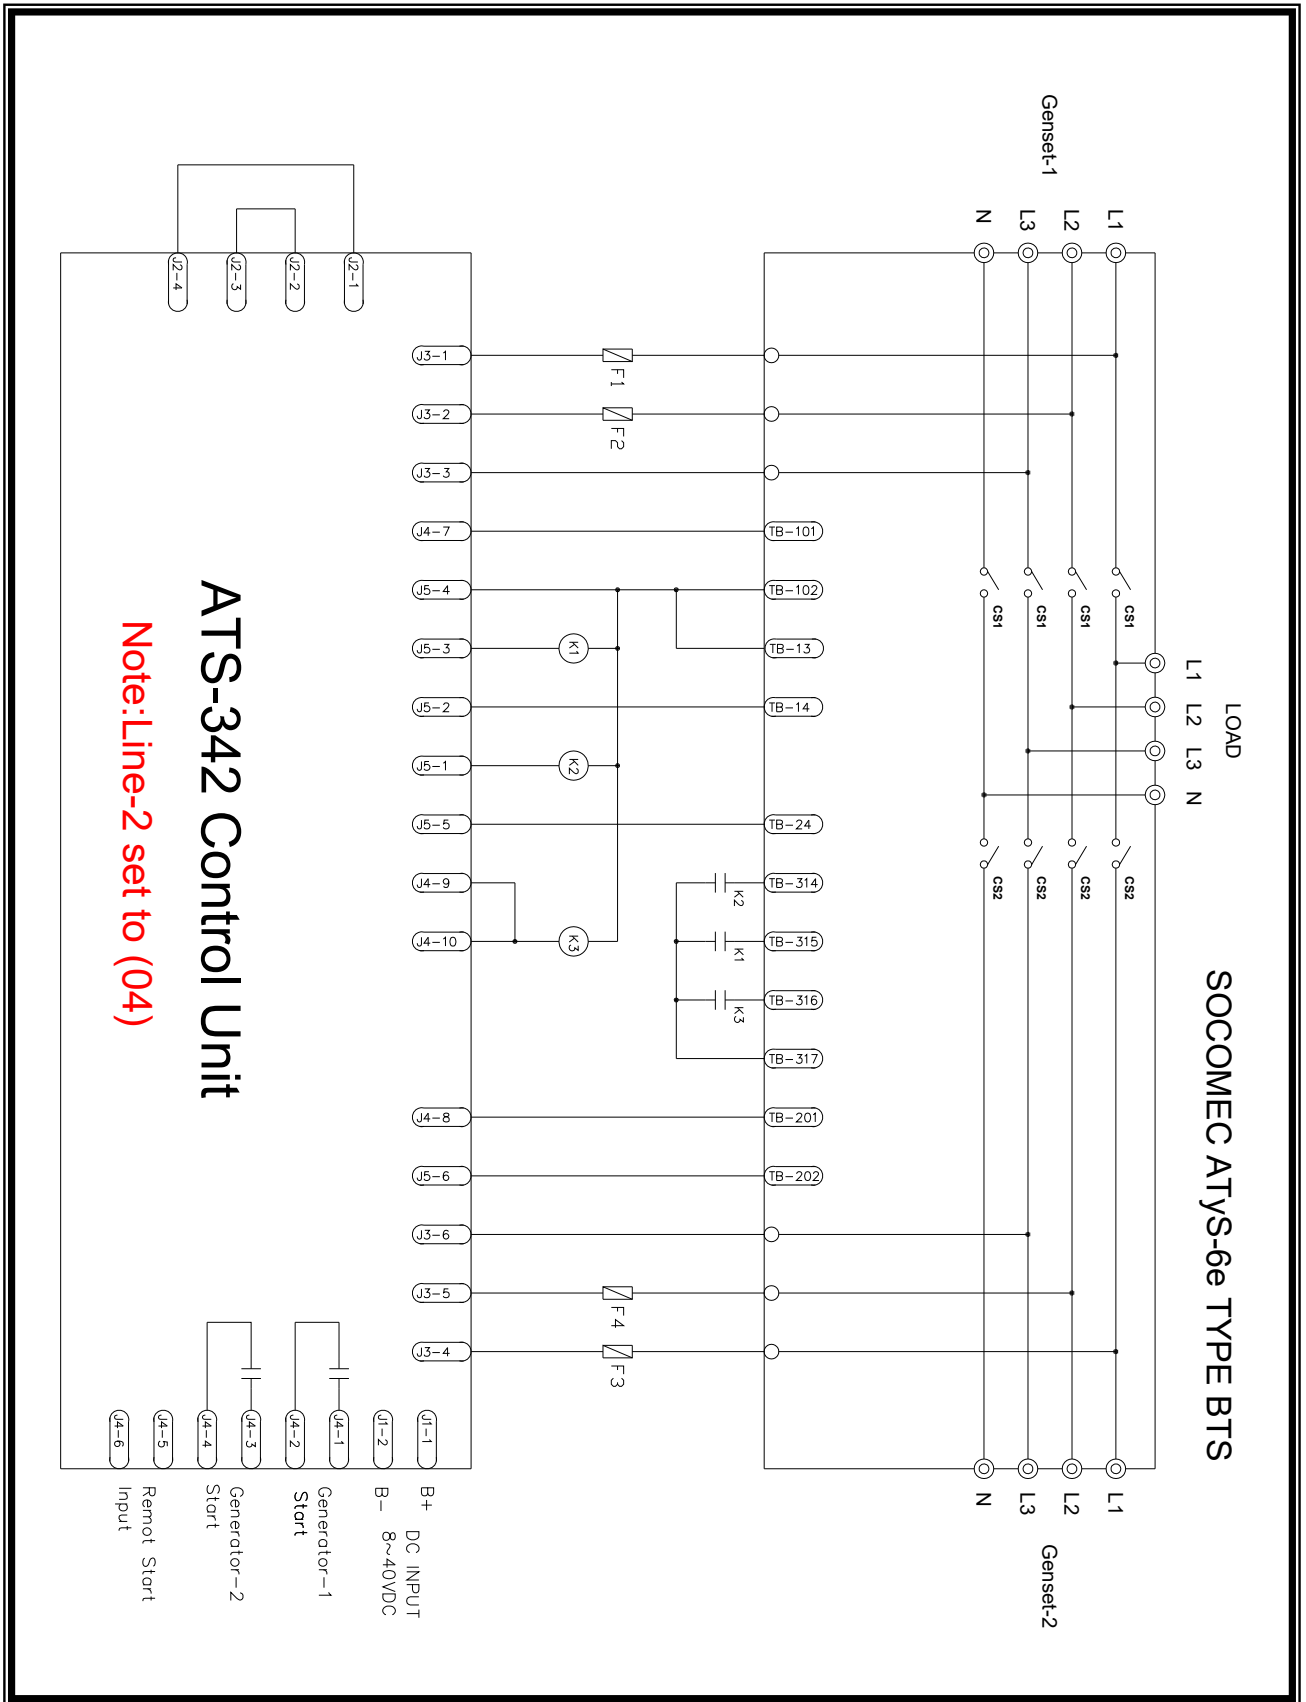 SOCOMEC ATyS-6e TYPE BTS
LOAD
L1 L2 L3 N
Genset-1
L1
L2
L3
N
Genset-2
L1
L2
L3
N
CS1
CS1
CS1
CS1
CS2
CS2
CS2
CS2
TB-101
TB-102
TB-13
TB-14
TB-24
TB-314
TB-315
TB-316
TB-317
TB-201
TB-202
K2
K1
K3
F1
F2
F4
F3
K1
K2
K3
J3-1
J3-2
J3-3
J4-7
J5-4
J5-3
J5-2
J5-1
J5-5
J4-9
J4-10
J4-8
J5-6
J3-6
J3-5
J3-4
J2-1
J2-2
J2-3
J2-4
J1-1
J1-2
J4-1
J4-2
J4-3
J4-4
J4-5
J4-6
B+ DC INPUT
B- 8~40VDC
Generator-1
Start
Generator-2
Start
Remot Start
Input
ATS-342 Control Unit
Note:Line-2 set to (04)